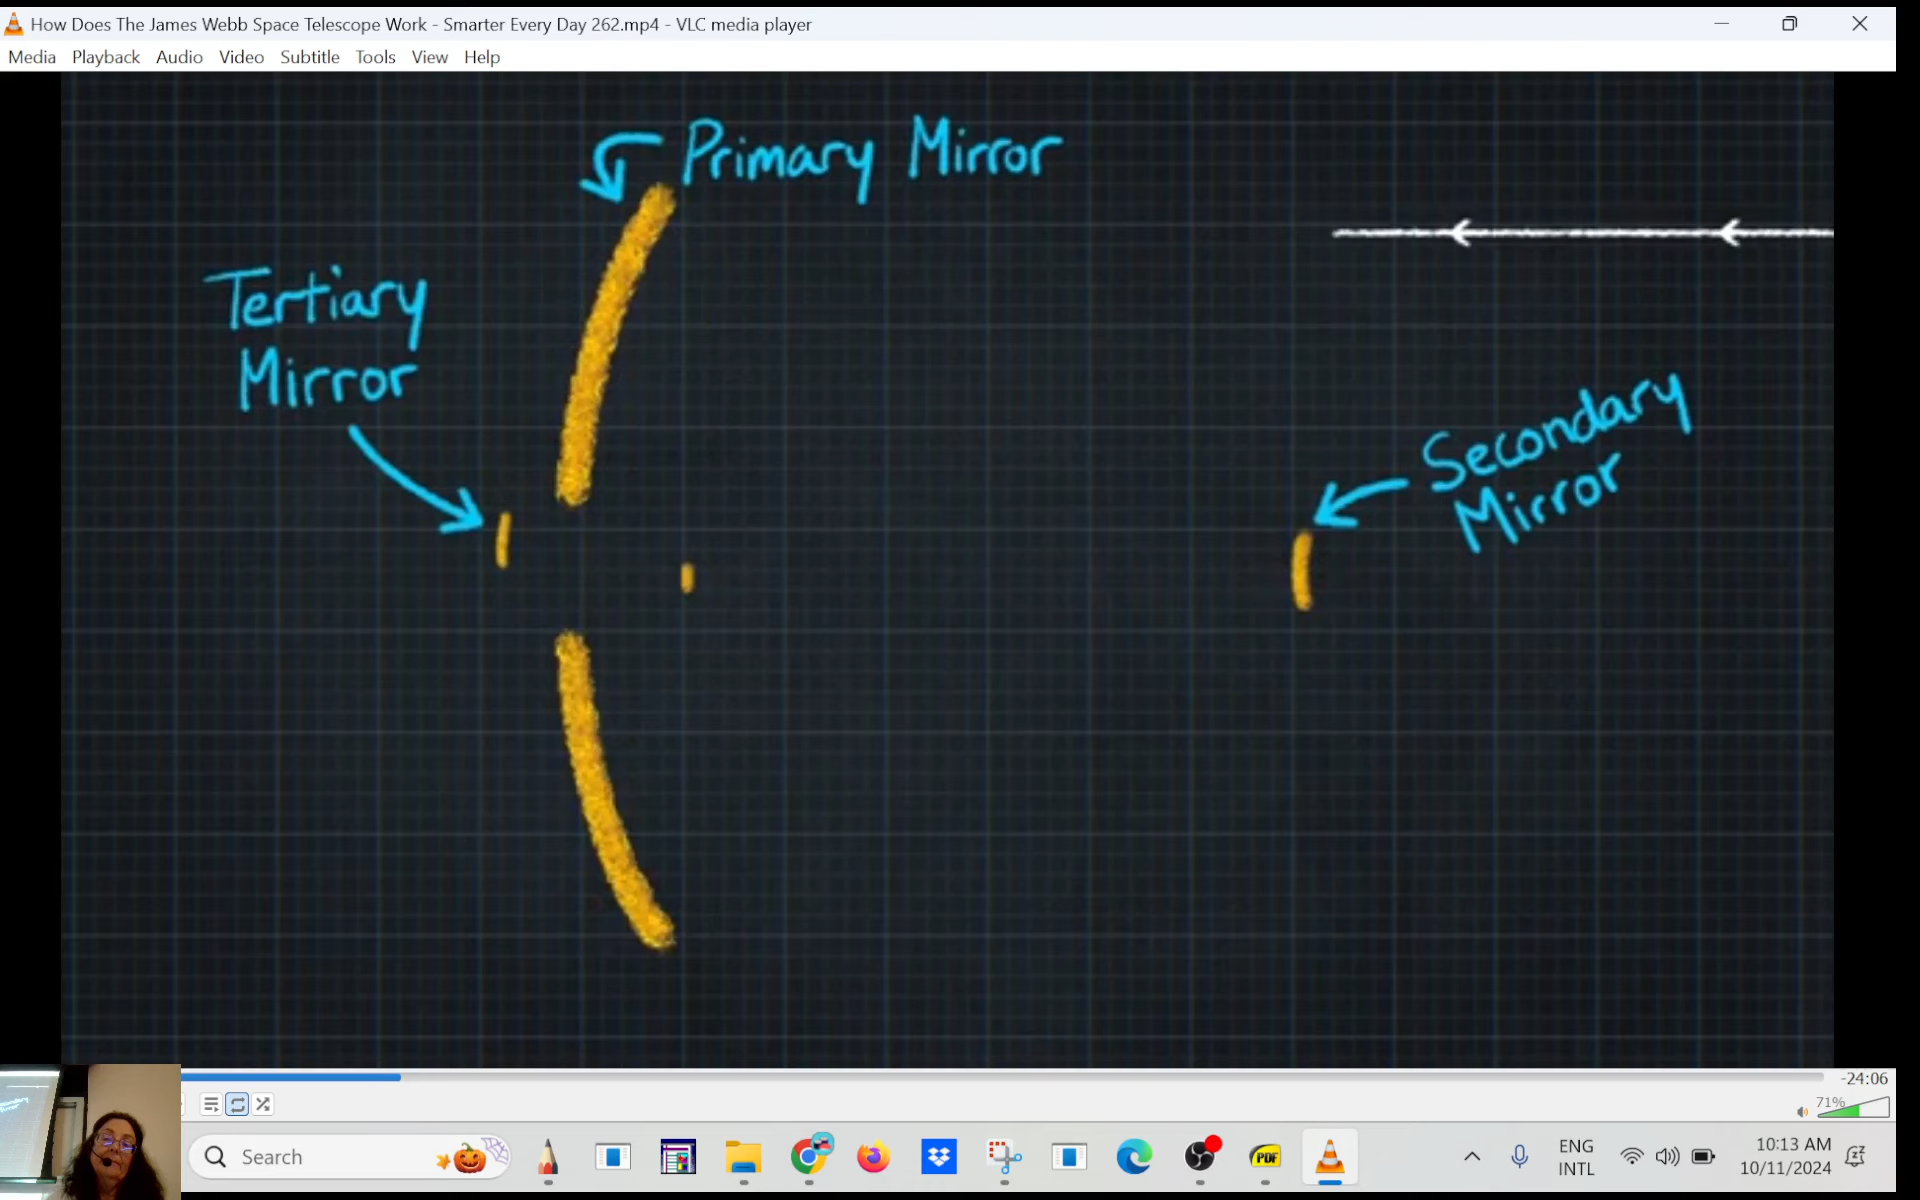 How Does The James Webb Space Telescope Work - Smarter Every Day 262.mp4 - VLC media player
Media Playback Audio Video Subtitle Tools View Help
Primary Mirror
Tertiary
Mirror
Secondary
Mirror
-24:06
71%
Search
PDF
ENG
INTL
10:13 AM
10/11/2024